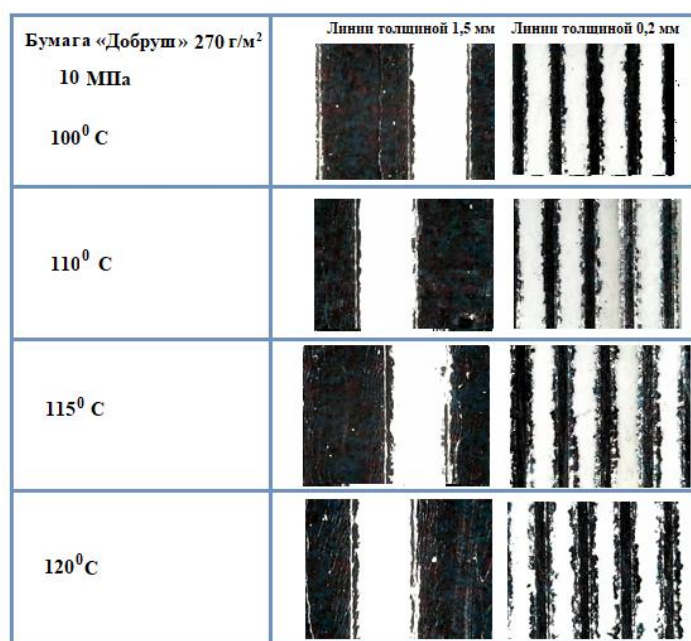 Бумага «Добруш» 270 г/м²
10 МПа
100⁰ С
Линии толщиной 1,5 мм
Линии толщиной 0,2 мм
110⁰ С
115⁰ С
120⁰С